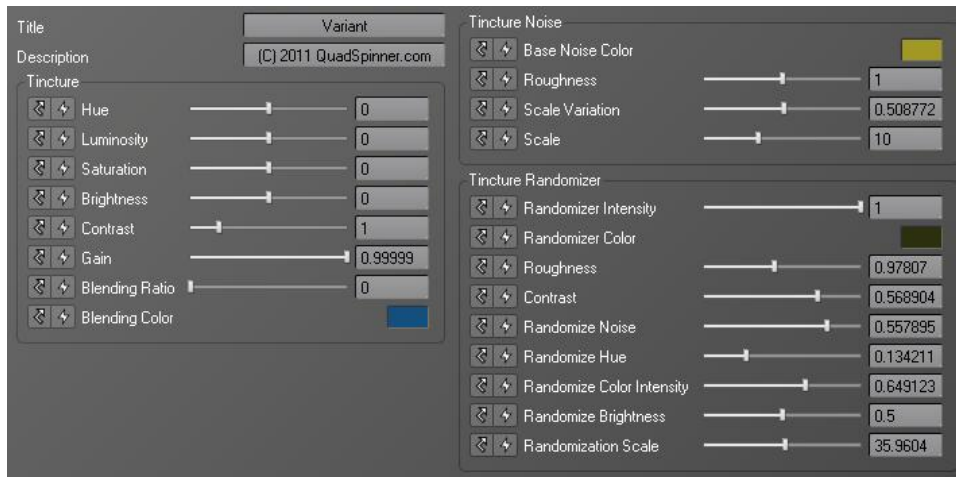 Title Variant
Description (C) 2011 QuadSpinner.com
Tincture
Hue 0
Luminosity 0
Saturation 0
Brightness 0
Contrast 1
Gain 0.99999
Blending Ratio 0
Blending Color
Tincture Noise
Base Noise Color
Roughness 1
Scale Variation 0.508772
Scale 10
Tincture Randomizer
Randomizer Intensity 1
Randomizer Color
Roughness 0.97807
Contrast 0.568904
Randomize Noise 0.557895
Randomize Hue 0.134211
Randomize Color Intensity 0.649123
Randomize Brightness 0.5
Randomization Scale 35.9604